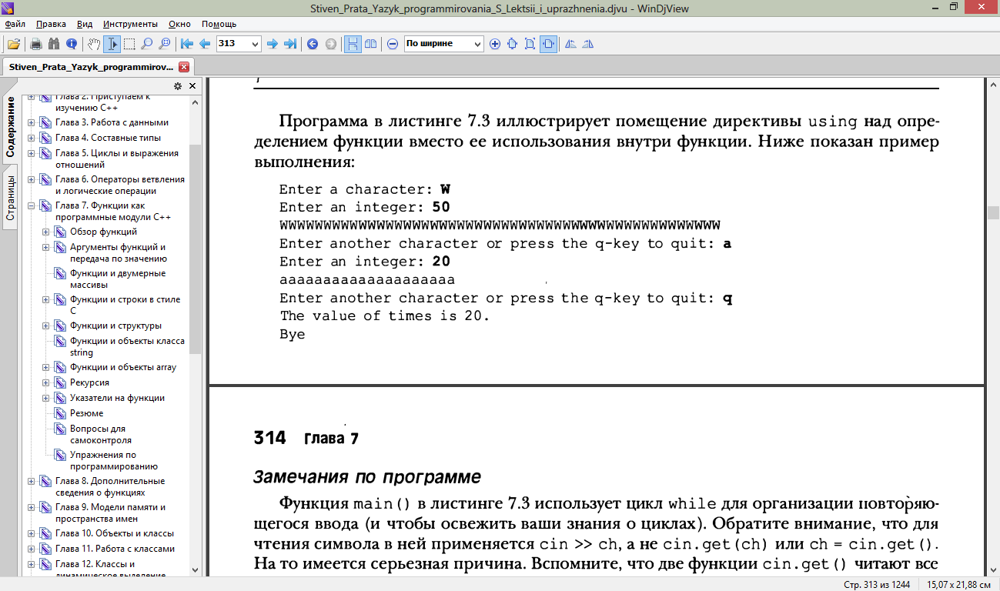 Stiven_Prata_Yazyk_programmirovania_S_Lektsii_i_uprazhnenia.djvu - WinDjView
Файл Правка Вид Инструменты Окно Помощь
313
По ширине
Stiven_Prata_Yazyk_programmirov...
Содержание
Страницы
Глава 2. Приступаем к
изучению C++
Глава 3. Работа с данными
Глава 4. Составные типы
Глава 5. Циклы и выражения
отношений
Глава 6. Операторы ветвления
и логические операции
Глава 7. Функции как
программные модули C++
Обзор функций
Аргументы функций и
передача по значению
Функции и двумерные
массивы
Функции и строки в стиле
C
Функции и структуры
Функции и объекты класса
string
Функции и объекты array
Рекурсия
Указатели на функции
Резюме
Вопросы для
самоконтроля
Упражнения по
программированию
Глава 8. Дополнительные
сведения о функциях
Глава 9. Модели памяти и
пространства имен
Глава 10. Объекты и классы
Глава 11. Работа с классами
Глава 12. Классы и
динамическое выделение
Программа в листинге 7.3 иллюстрирует помещение директивы using над опре-
делением функции вместо ее использования внутри функции. Ниже показан пример
выполнения:
Enter a character: W
Enter an integer: 50
WWWWWWWWWWWWWWWWWWWWWWWWWWWWWWWWWWWWWWWWWWWWWWWWWW
Enter another character or press the q-key to quit: a
Enter an integer: 20
aaaaaaaaaaaaaaaaaaaa
Enter another character or press the q-key to quit: q
The value of times is 20.
Bye
314 Глава 7
Замечания по программе
Функция main() в листинге 7.3 использует цикл while для организации повторяю-
щегося ввода (и чтобы освежить ваши знания о циклах). Обратите внимание, что для
чтения символа в ней применяется cin >> ch, а не cin.get(ch) или ch = cin.get().
На то имеется серьезная причина. Вспомните, что две функции cin.get() читают все
Стр. 313 из 1244
15,07 x 21,88 см